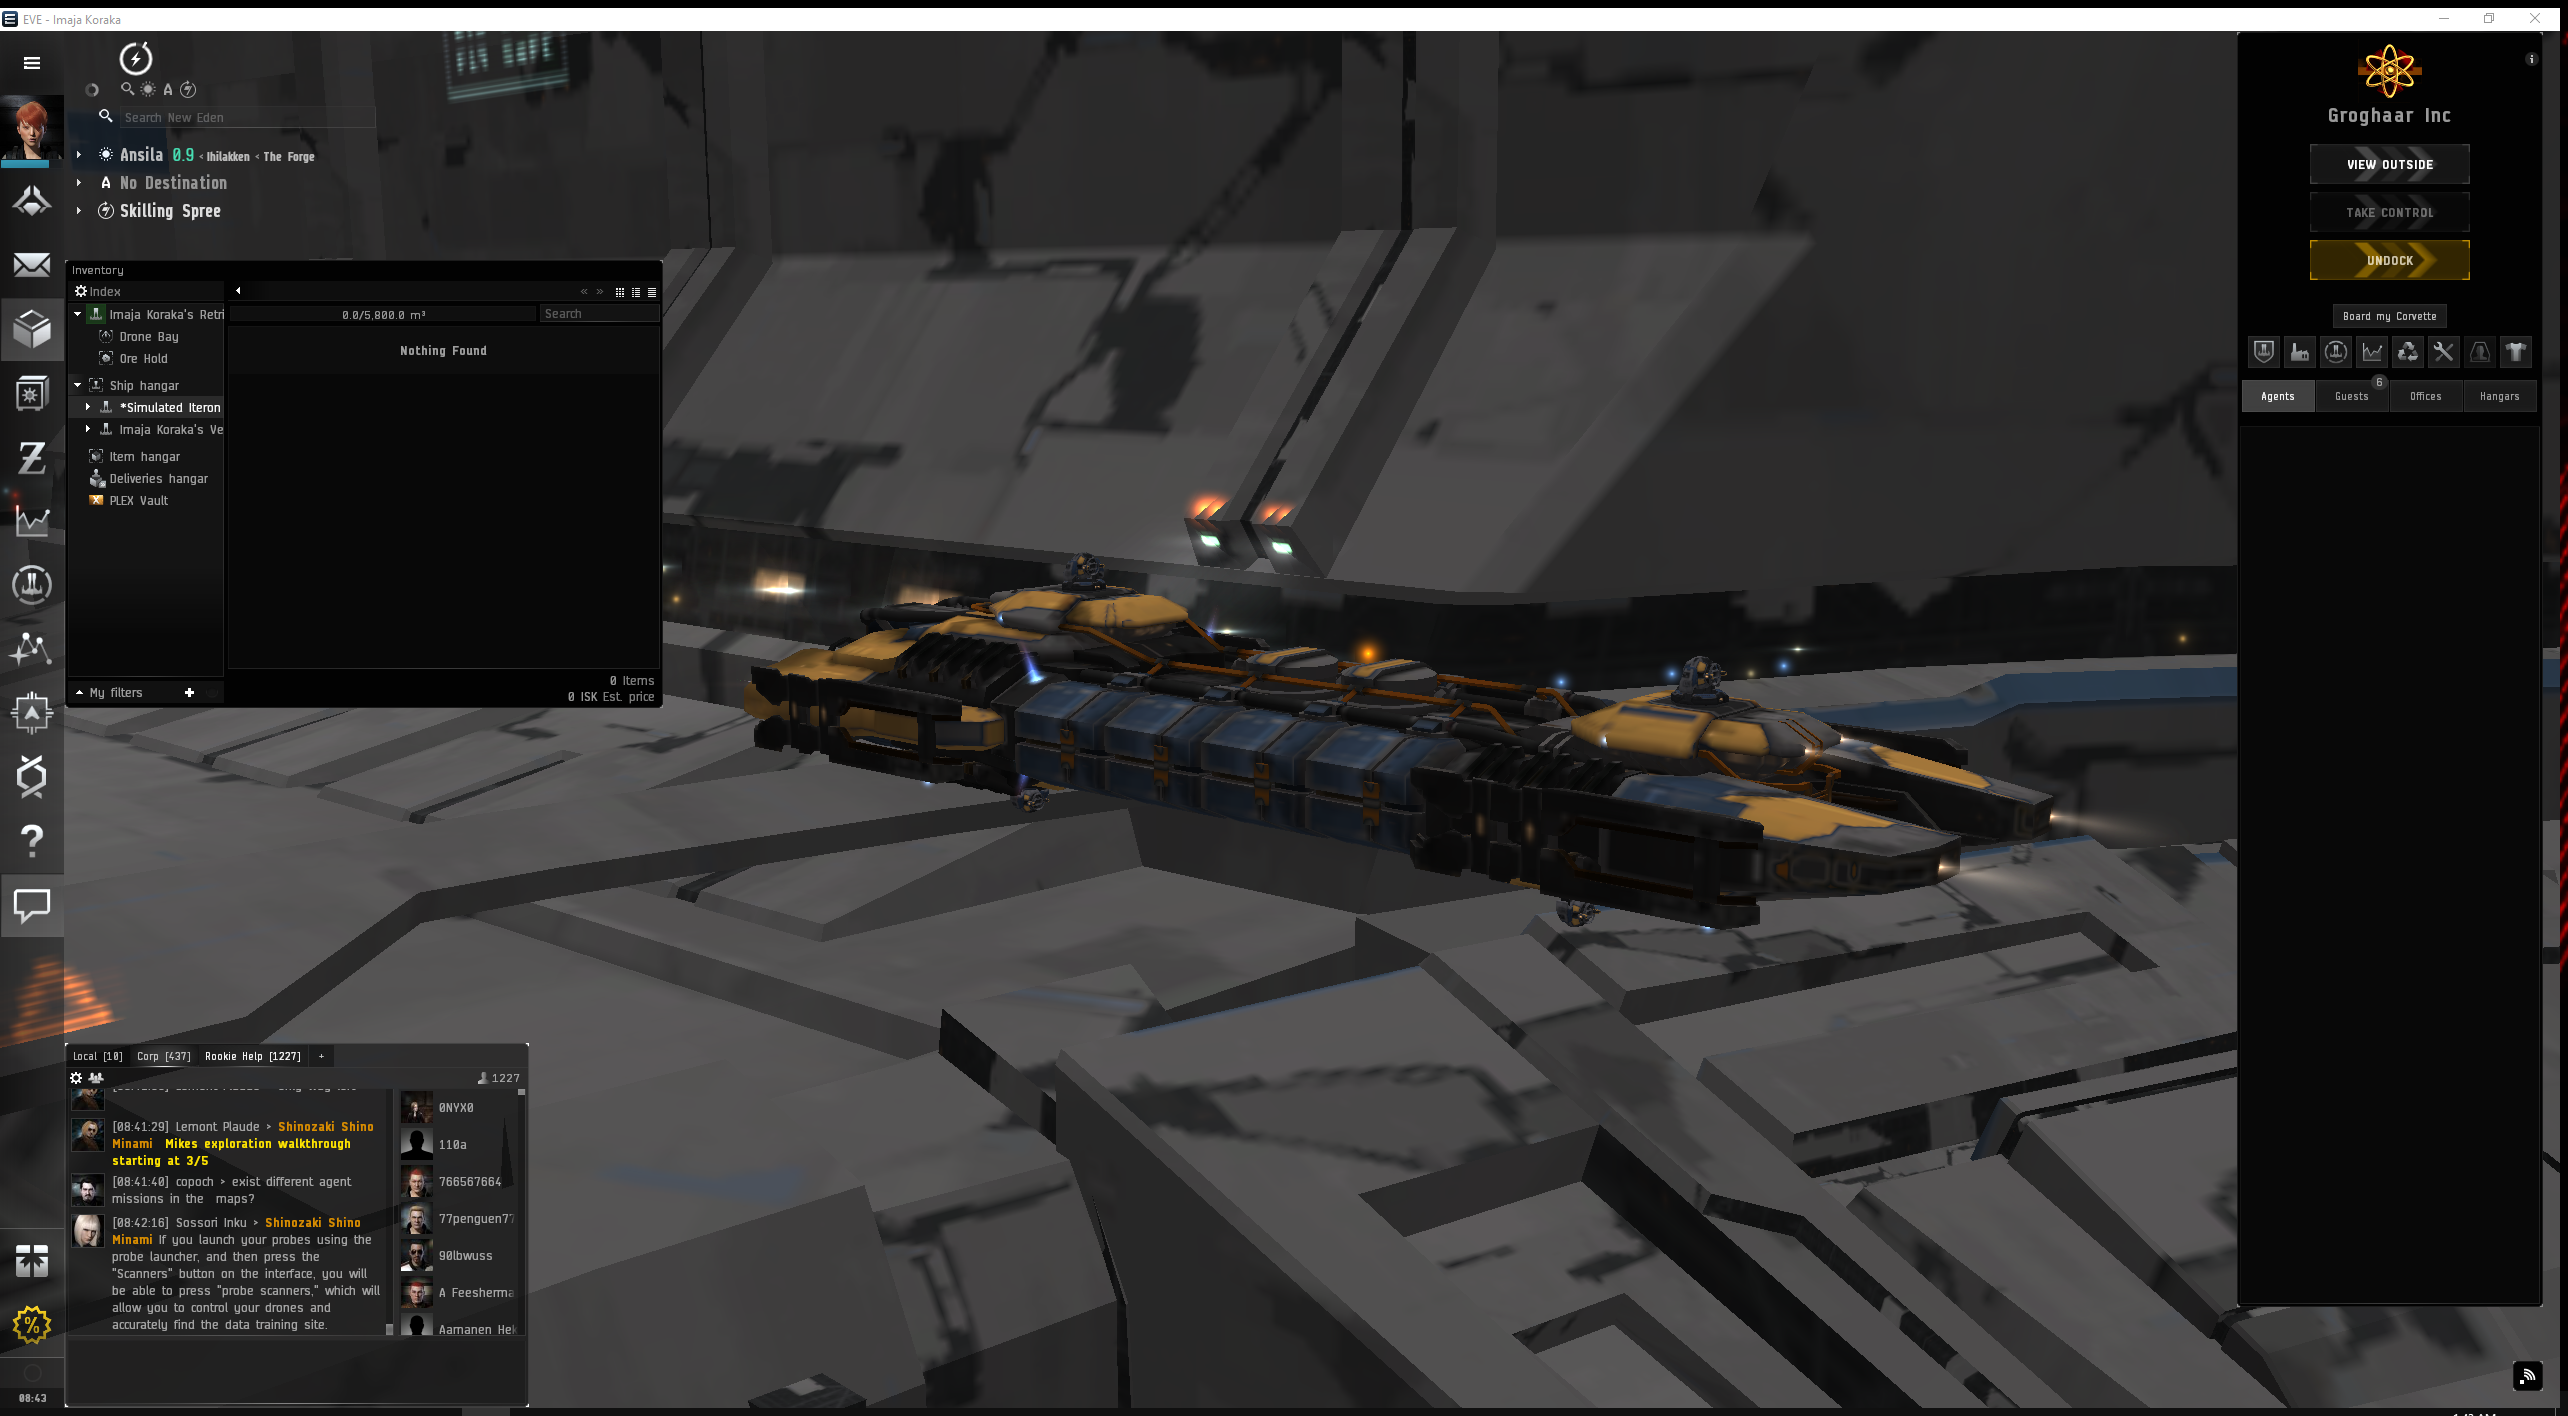 EVE - Imaja Koraka
Search New Eden
Ansila 0.9 < Ihilakken < The Forge
No Destination
Skilling Spree
Inventory
Index
Imaja Koraka's Retri
Drone Bay
Ore Hold
Ship hangar
*Simulated Iteron
Imaja Koraka's Ve
Item hangar
Deliveries hangar
PLEX Vault
My filters
0.0/5,800.0 m³
Search
Nothing Found
0 Items
0 ISK Est. price
Groghaar Inc
VIEW OUTSIDE
TAKE CONTROL
UNDOCK
Board my Corvette
6
Agents Guests Offices Hangars
Local [10] Corp [437] Rookie Help [1227] +
1227
[08:41:29] Lemont Plaude > Shinozaki Shino
Minami Mikes exploration walkthrough
starting at 3/5
[08:41:40] copoch > exist different agent
missions in the maps?
[08:42:16] Sossori Inku > Shinozaki Shino
Minami If you launch your probes using the
probe launcher, and then press the
"Scanners" button on the interface, you will
be able to press "probe scanners," which will
allow you to control your drones and
accurately find the data training site.
0NYX0
110a
766567664
77penguen77
90lbwuss
A Feesherma
Aamanen Hek
08:43